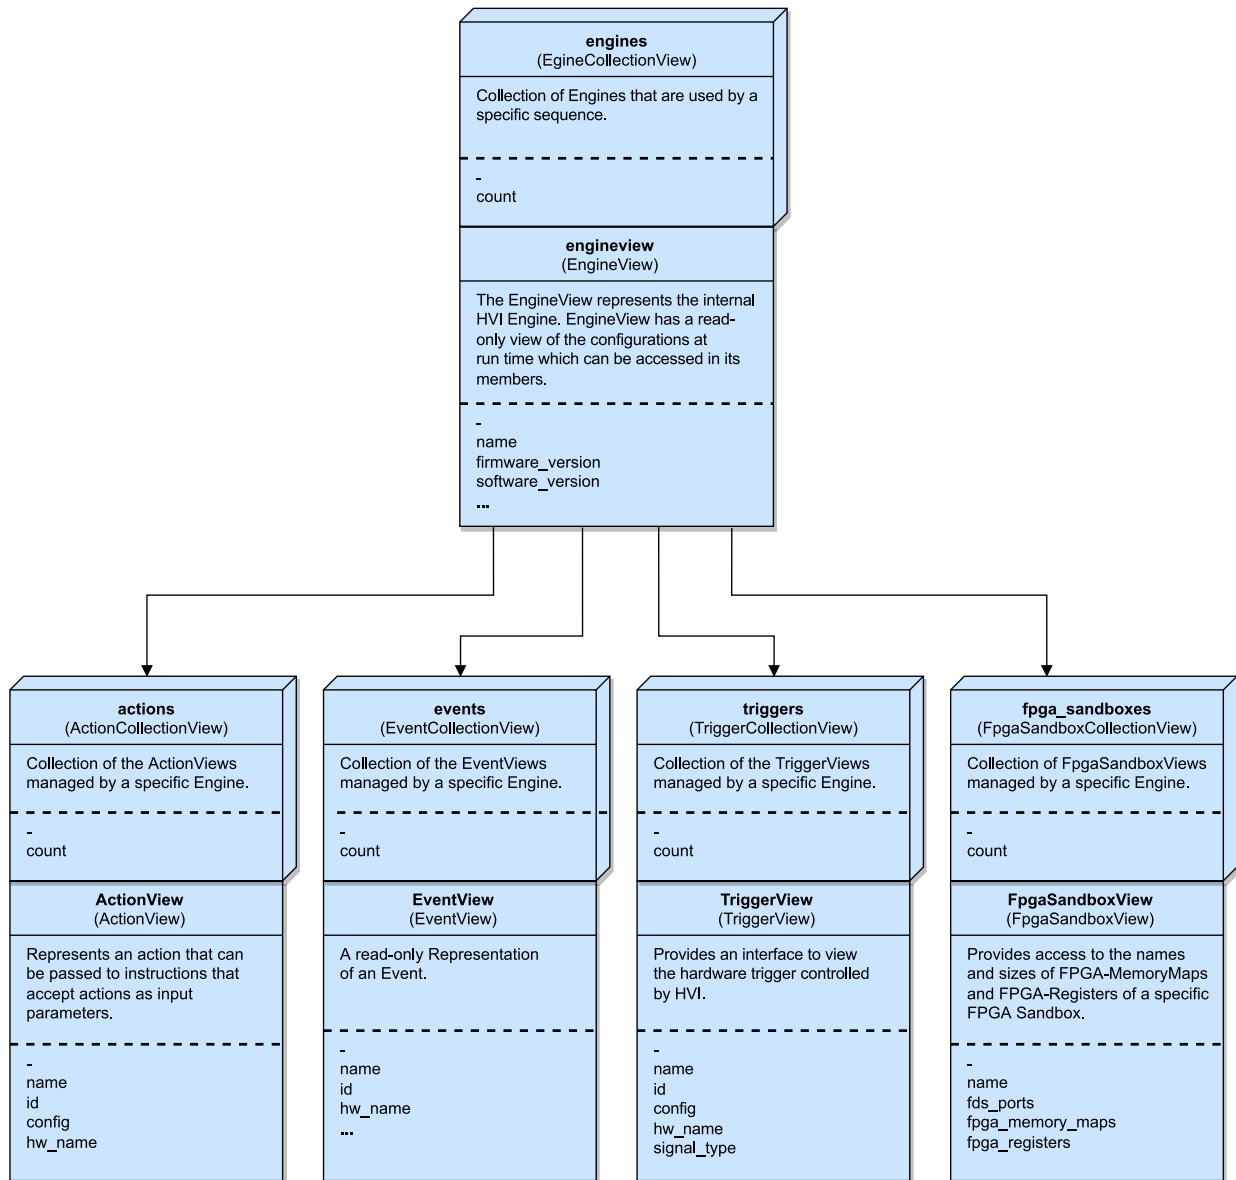 engines
(EgineCollectionView)
Collection of Engines that are used by a
specific sequence.
-
count
engineview
(EngineView)
The EngineView represents the internal
HVI Engine. EngineView has a read-
only view of the configurations at
run time which can be accessed in its
members.
-
name
firmware_version
software_version
...
actions
(ActionCollectionView)
Collection of the ActionViews
managed by a specific Engine.
-
count
ActionView
(ActionView)
Represents an action that can
be passed to instructions that
accept actions as input
parameters.
-
name
id
config
hw_name
events
(EventCollectionView)
Collection of the EventViews
managed by a specific Engine.
-
count
EventView
(EventView)
A read-only Representation
of an Event.
-
name
id
hw_name
...
triggers
(TriggerCollectionView)
Collection of the TriggerViews
managed by a specific Engine.
-
count
TriggerView
(TriggerView)
Provides an interface to view
the hardware trigger controlled
by HVI.
-
name
id
config
hw_name
signal_type
fpga_sandboxes
(FpgaSandboxCollectionView)
Collection of FpgaSandboxViews
managed by a specific Engine.
-
count
FpgaSandboxView
(FpgaSandboxView)
Provides access to the names
and sizes of FPGA-MemoryMaps
and FPGA-Registers of a specific
FPGA Sandbox.
-
name
fds_ports
fpga_memory_maps
fpga_registers